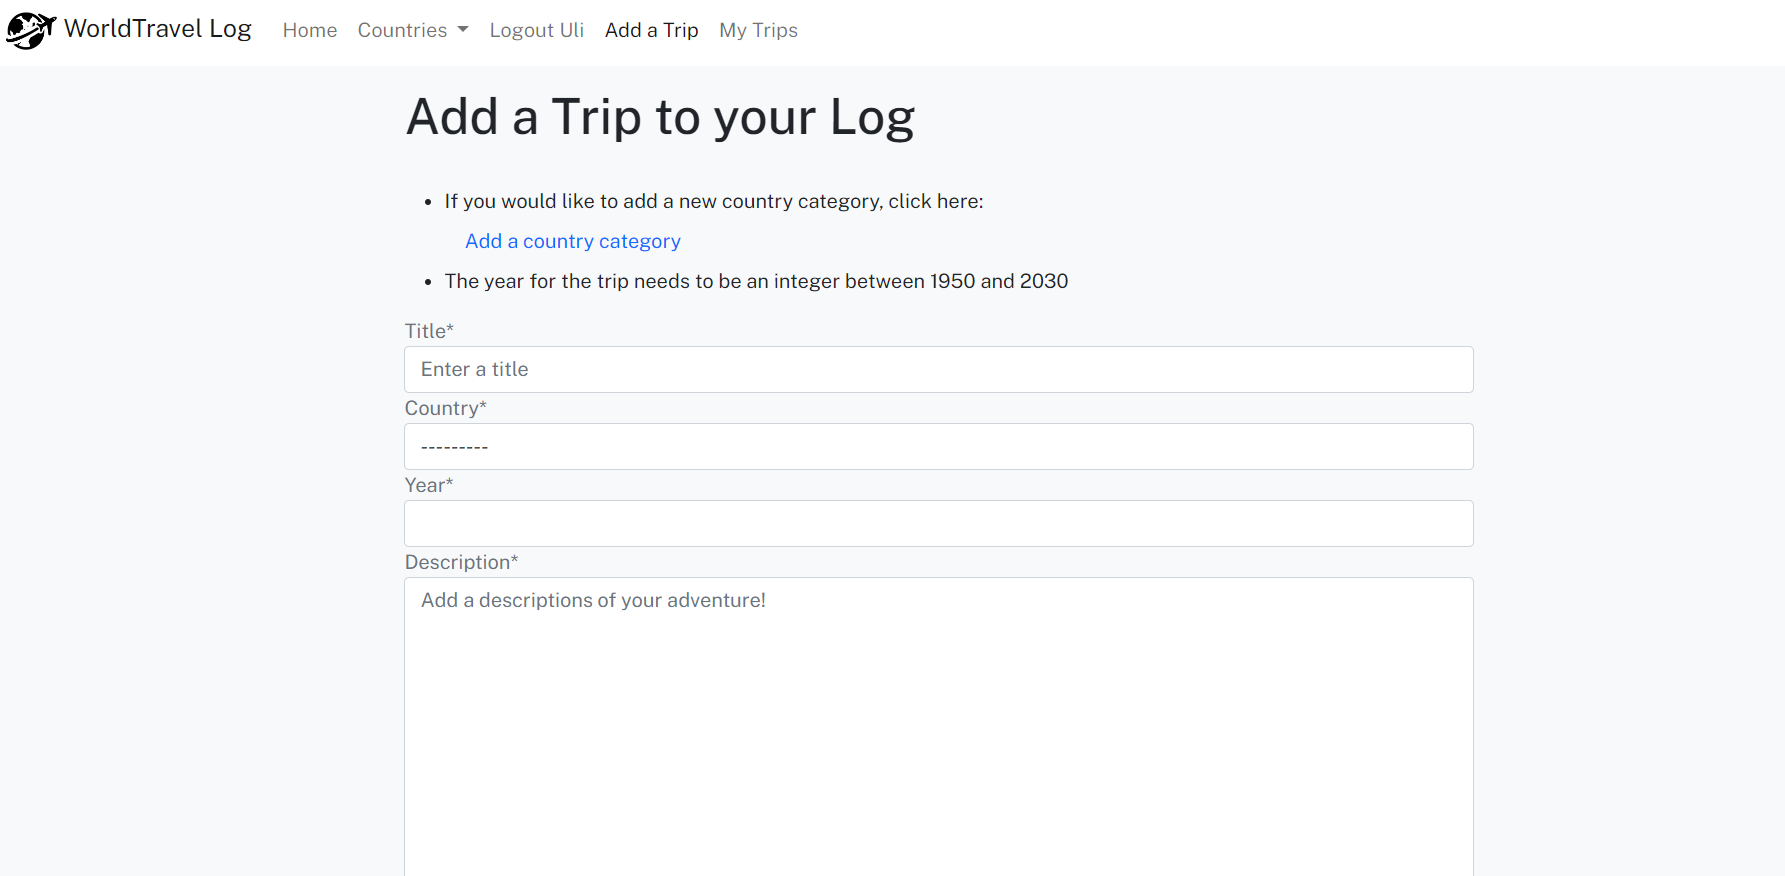 WorldTravel Log Home Countries Logout Uli Add a Trip My Trips
Add a Trip to your Log
• If you would like to add a new country category, click here:
Add a country category
• The year for the trip needs to be an integer between 1950 and 2030
Title*
Enter a title
Country*
---------
Year*
Description*
Add a descriptions of your adventure!